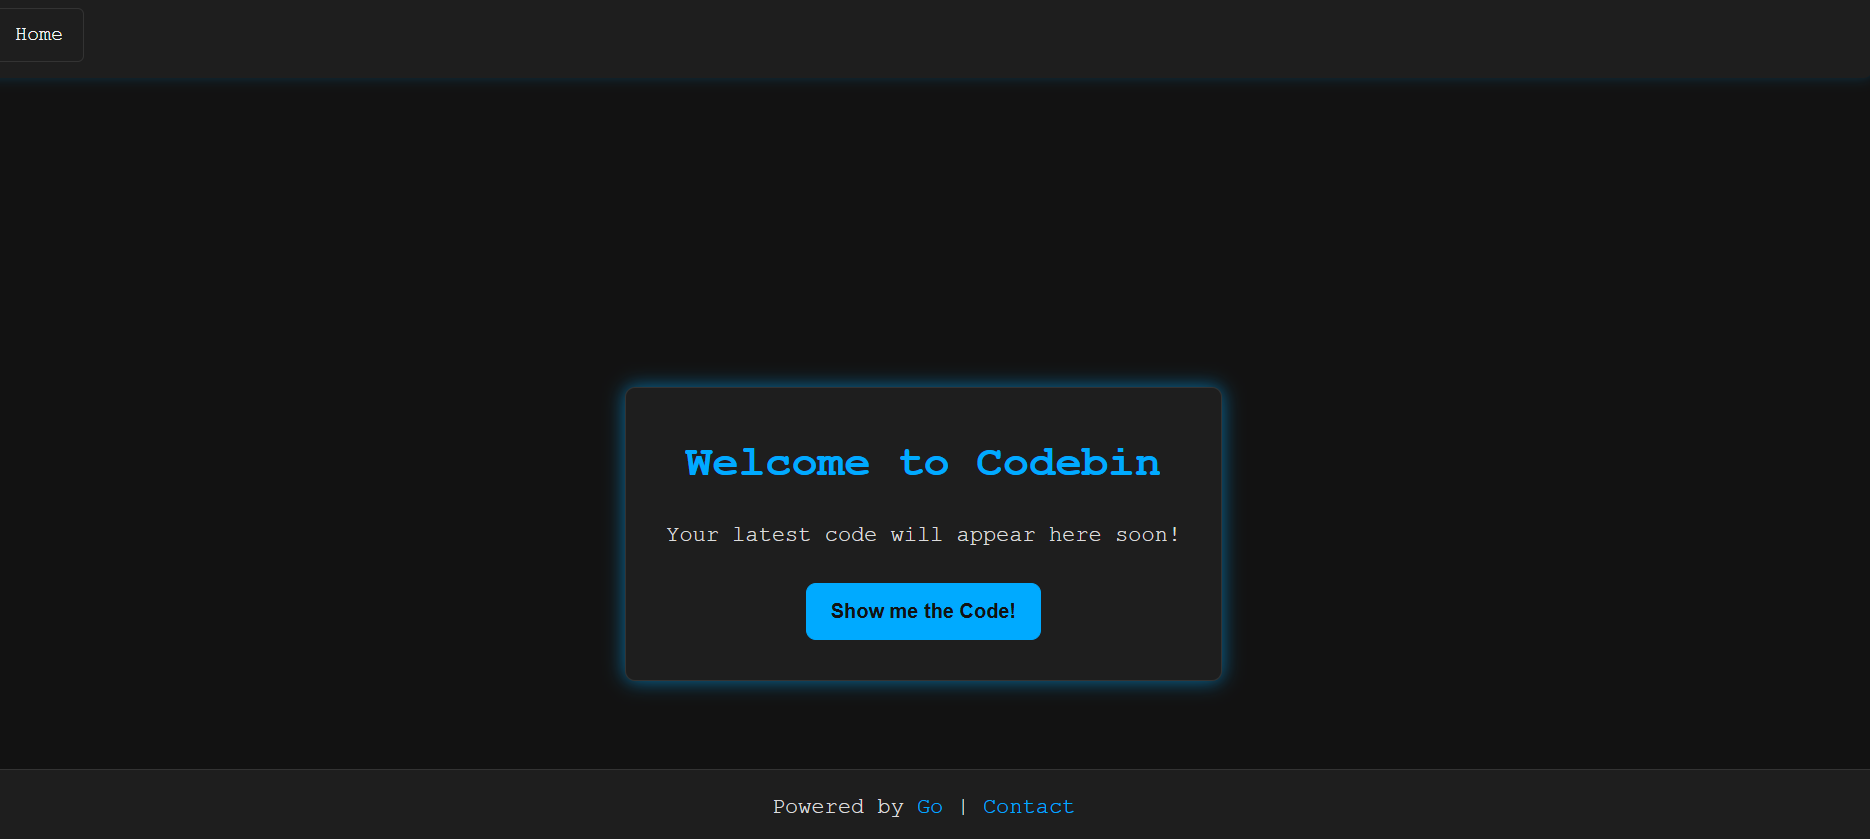 Home
Welcome to Codebin
Your latest code will appear here soon!
Show me the Code!
Powered by Go | Contact